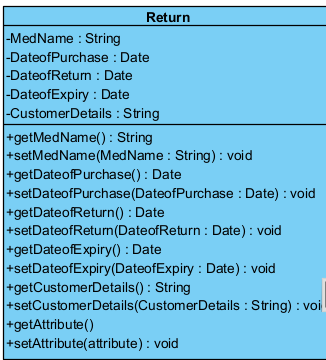 Return
-MedName : String
-DateofPurchase : Date
-DateofReturn : Date
-DateofExpiry : Date
-CustomerDetails : String
+getMedName() : String
+setMedName(MedName : String) : void
+getDateofPurchase() : Date
+setDateofPurchase(DateofPurchase : Date) : void
+getDateofReturn() : Date
+setDateofReturn(DateofReturn : Date) : void
+getDateofExpiry() : Date
+setDateofExpiry(DateofExpiry : Date) : void
+getCustomerDetails() : String
+setCustomerDetails(CustomerDetails : String) : void
+getAttribute()
+setAttribute(attribute) : void